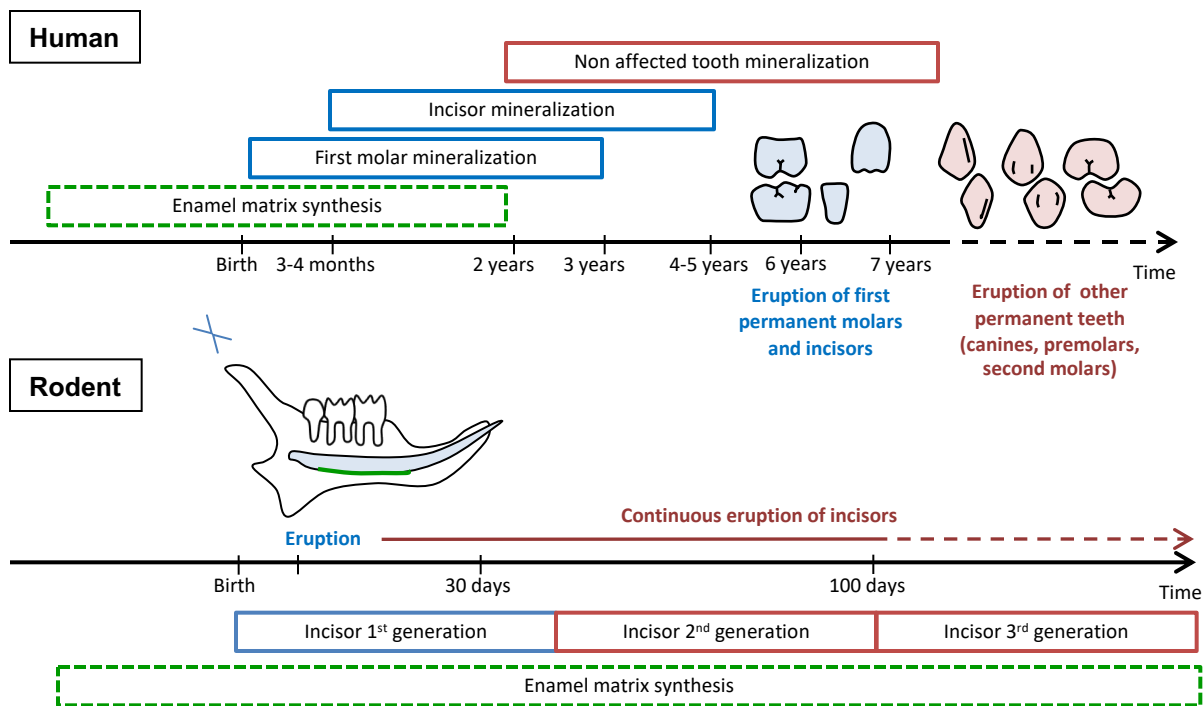 Human
Non affected tooth mineralization
Incisor mineralization
First molar mineralization
Enamel matrix synthesis
Birth
3-4 months
2 years
3 years
4-5 years
6 years
7 years
Time
Eruption of first
permanent molars
and incisors
Eruption of other
permanent teeth
(canines, premolars,
second molars)
Rodent
Continuous eruption of incisors
Eruption
Birth
30 days
100 days
Time
Incisor 1st generation
Incisor 2nd generation
Incisor 3rd generation
Enamel matrix synthesis